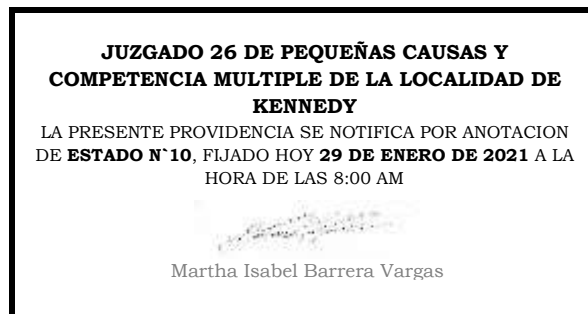 JUZGADO 26 DE PEQUEÑAS CAUSAS Y
COMPETENCIA MULTIPLE DE LA LOCALIDAD DE
KENNEDY
LA PRESENTE PROVIDENCIA SE NOTIFICA POR ANOTACION
DE ESTADO N`10, FIJADO HOY 29 DE ENERO DE 2021 A LA
HORA DE LAS 8:00 AM
Martha Isabel Barrera Vargas